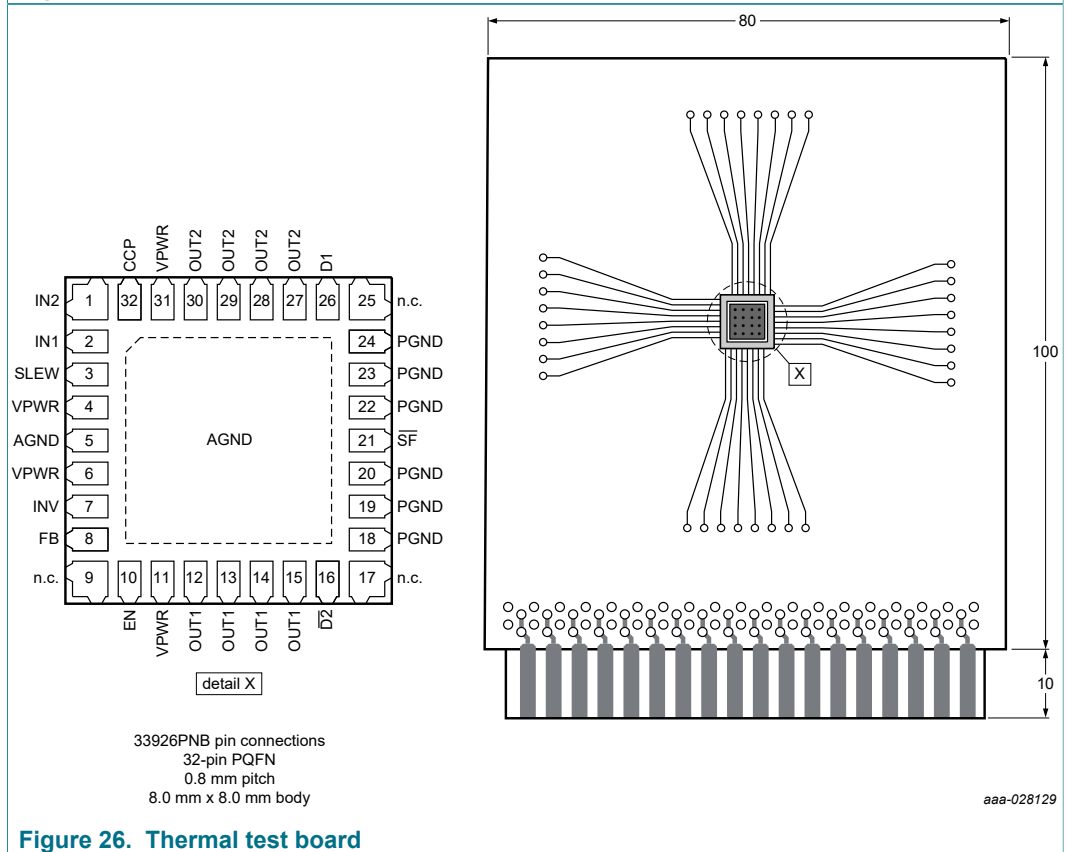 80
CCP
VPWR
OUT2
OUT2
OUT2
OUT2
D1
IN2 1 32 31 30 29 28 27 26 25 n.c.
IN1 2 24 PGND
SLEW 3 23 PGND
VPWR 4 22 PGND
AGND 5 AGND 21 S̅F̅
VPWR 6 20 PGND
INV 7 19 PGND
FB 8 18 PGND
n.c. 9 10 11 12 13 14 15 16 17 n.c.
EN
VPWR
OUT1
OUT1
OUT1
OUT1
D̅2
detail X
X
100
10
33926PNB pin connections
32-pin PQFN
0.8 mm pitch
8.0 mm x 8.0 mm body
aaa-028129
Figure 26. Thermal test board